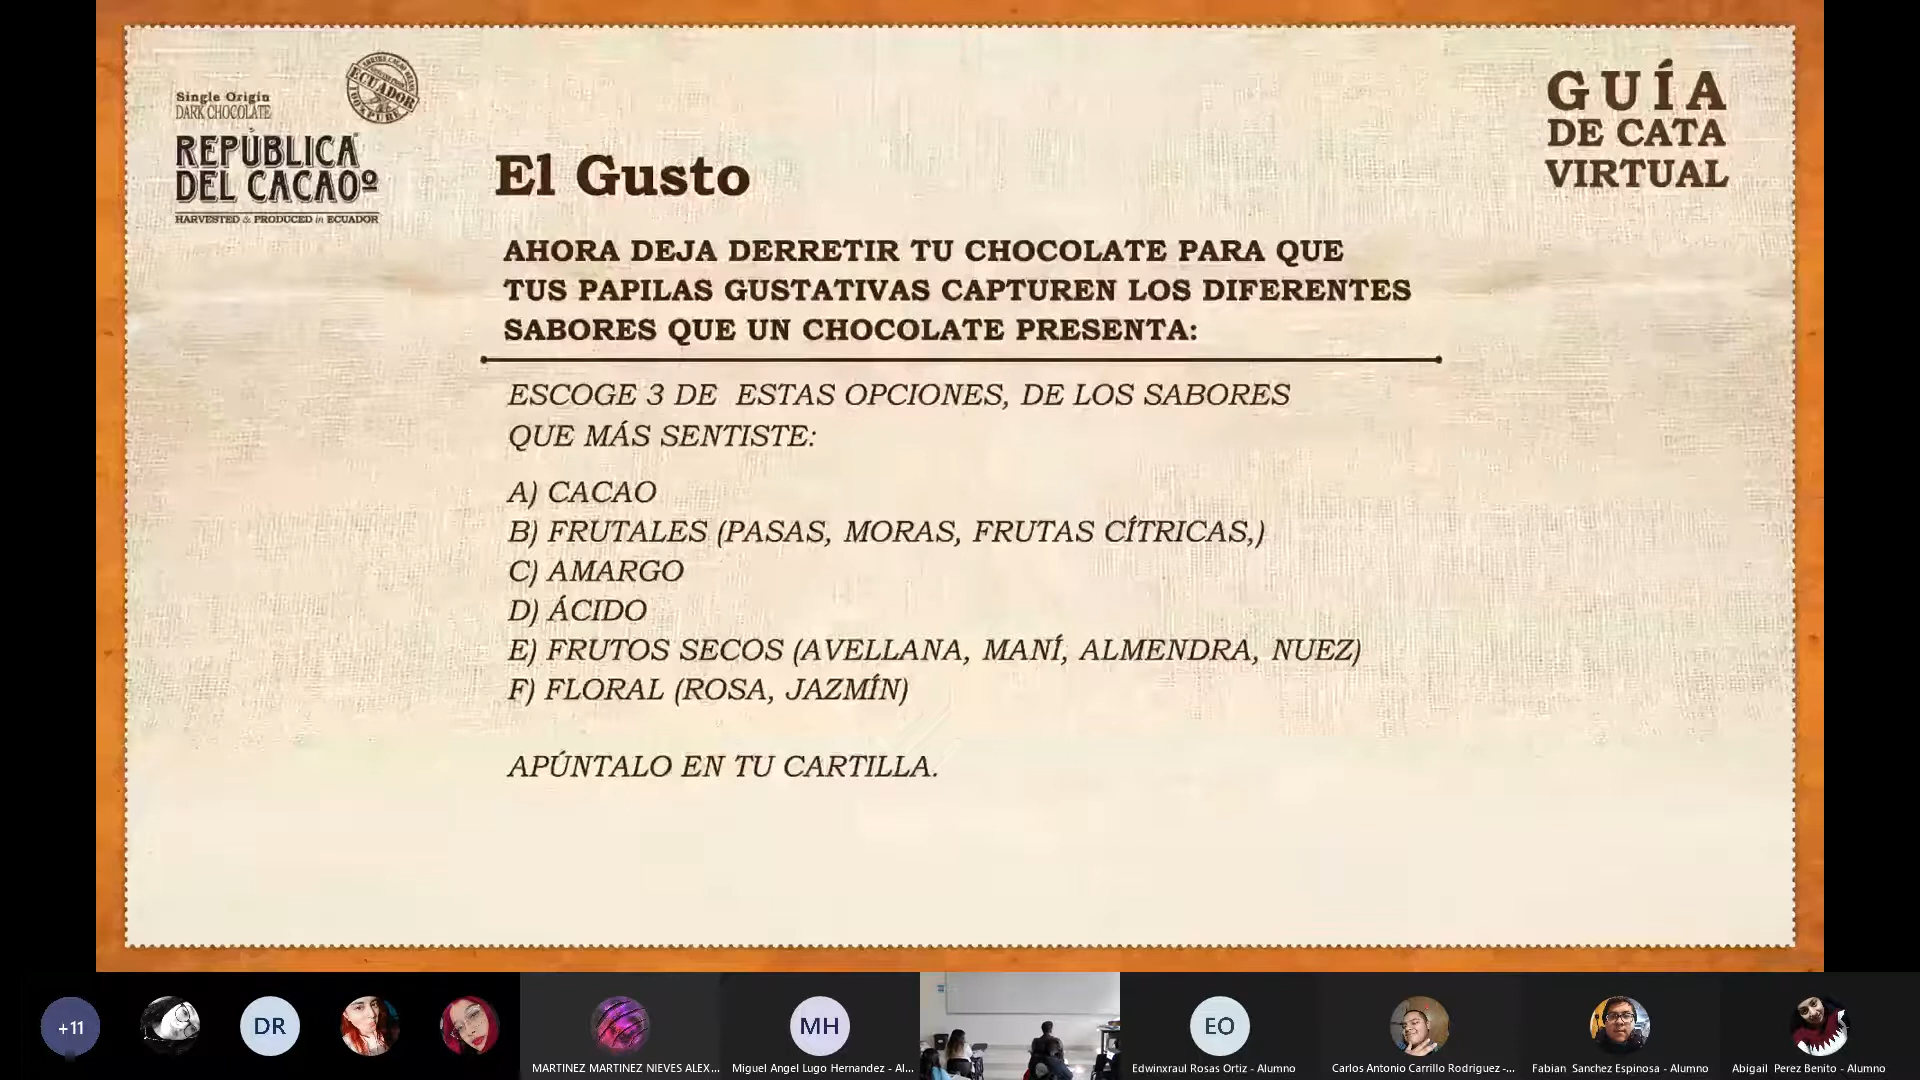 Single Origin
DARK CHOCOLATE
ECUADOR
100% PURE
REPÚBLICA
DEL CACAOº
HARVESTED & PRODUCED in ECUADOR
GUÍA
DE CATA
VIRTUAL
El Gusto
AHORA DEJA DERRETIR TU CHOCOLATE PARA QUE
TUS PAPILAS GUSTATIVAS CAPTUREN LOS DIFERENTES
SABORES QUE UN CHOCOLATE PRESENTA:
ESCOGE 3 DE ESTAS OPCIONES, DE LOS SABORES
QUE MÁS SENTISTE:
A) CACAO
B) FRUTALES (PASAS, MORAS, FRUTAS CÍTRICAS,)
C) AMARGO
D) ÁCIDO
E) FRUTOS SECOS (AVELLANA, MANÍ, ALMENDRA, NUEZ)
F) FLORAL (ROSA, JAZMÍN)
APÚNTALO EN TU CARTILLA.
+11
DR
MH
EO
MARTINEZ MARTINEZ NIEVES ALEX...
Miguel Angel Lugo Hernandez - Al...
Edwinxraul Rosas Ortiz - Alumno
Carlos Antonio Carrillo Rodriguez -...
Fabian Sanchez Espinosa - Alumno
Abigail Perez Benito - Alumno